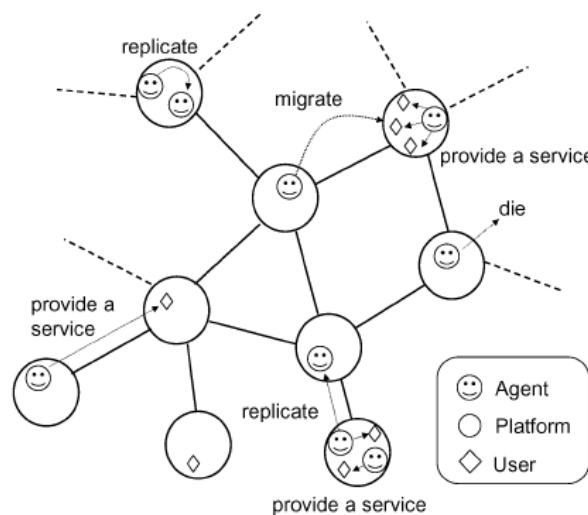 replicate
migrate
provide a service
die
provide a
service
replicate
provide a service
Agent
Platform
User